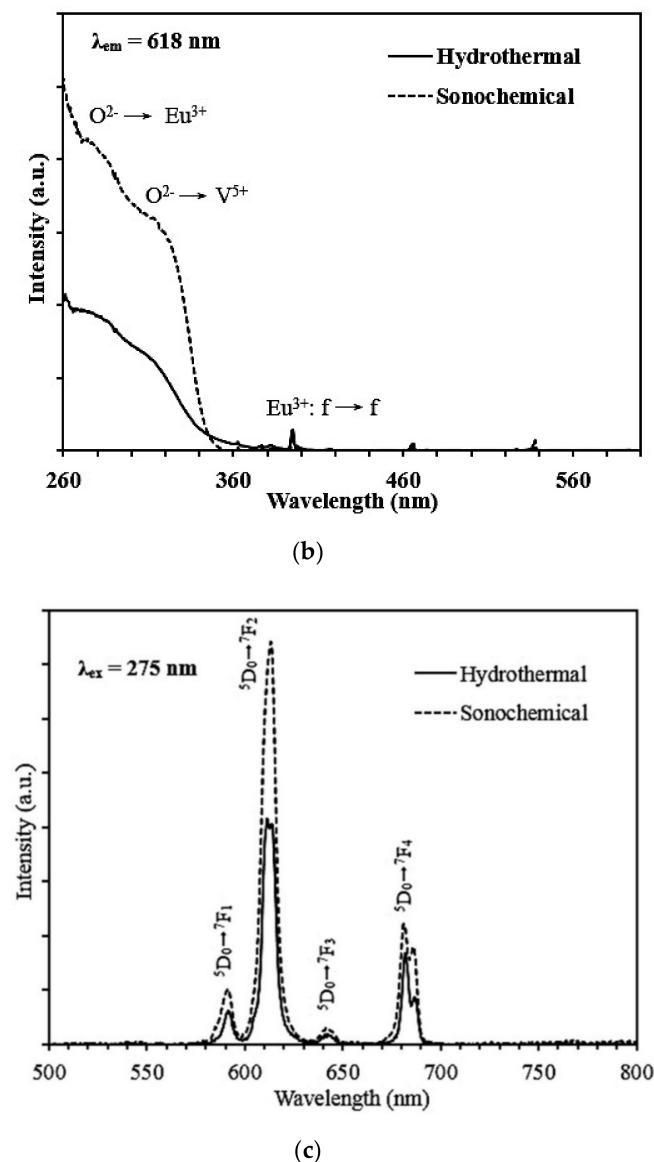 λem = 618 nm
Hydrothermal
Sonochemical
O2- → Eu3+
O2- → V5+
Eu3+: f → f
Intensity (a.u.)
260 360 460 560
Wavelength (nm)
(b)
λex = 275 nm
Hydrothermal
Sonochemical
5D0→7F2
5D0→7F1
5D0→7F3
5D0→7F4
Intensity (a.u.)
500 550 600 650 700 750 800
Wavelength (nm)
(c)